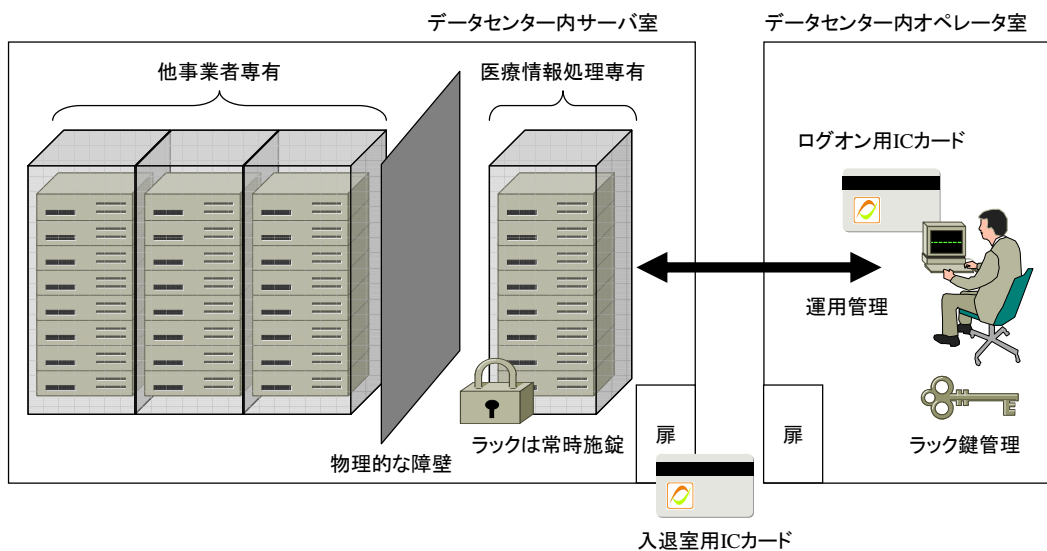 データセンター内サーバ室
データセンター内オペレータ室
他事業者専有
医療情報処理専有
ログオン用ICカード
運用管理
扉
扉
ラックは常時施錠
ラック鍵管理
物理的な障壁
入退室用ICカード